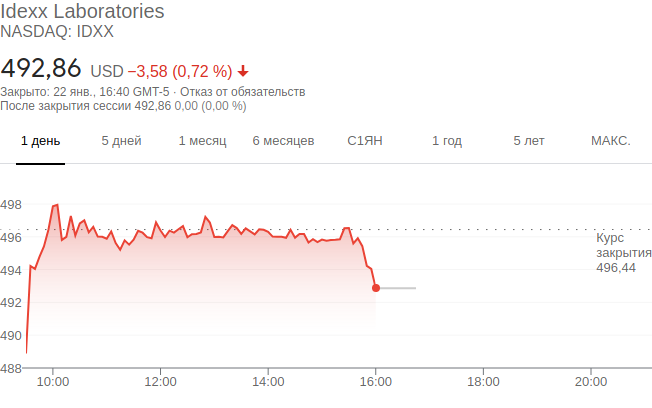 Idexx Laboratories
NASDAQ: IDXX
492,86 USD −3,58 (0,72 %)
Закрыто: 22 янв., 16:40 GMT-5 · Отказ от обязательств
После закрытия сессии 492,86 0,00 (0,00 %)
1 день 5 дней 1 месяц 6 месяцев С1ЯН 1 год 5 лет МАКС.
498
496
Курс
закрытия
496,44
494
492
490
488
10:00 12:00 14:00 16:00 18:00 20:00